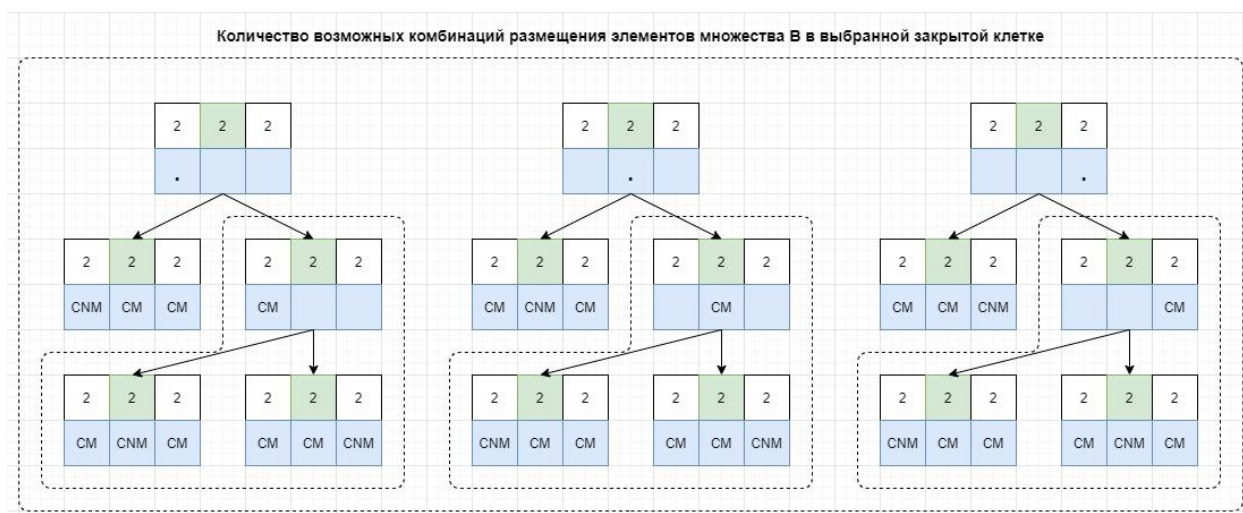 Количество возможных комбинаций размещения элементов множества B в выбранной закрытой клетке
2 2 2 2 2 2 2 2 2
. . .
2 2 2 2 2 2 2 2 2 2 2 2 2 2 2 2 2 2
CNM CM CM CM CM CNM CM CM CM CM CNM CM
2 2 2 2 2 2 2 2 2 2 2 2 2 2 2 2 2 2
CM CNM CM CM CM CNM CNM CM CM CM CM CNM CNM CM CM CM CNM CM